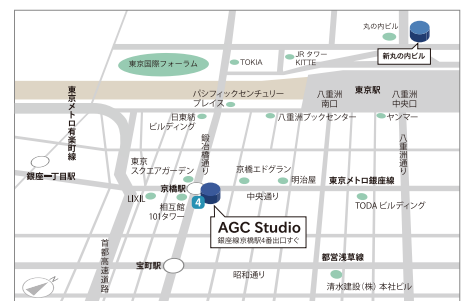 丸の内ビル
新丸の内ビル
JR タワー
KITTE
TOKIA
東京国際フォーラム
東京メトロ有楽町線
パシフィックセンチュリー
プレイス
八重洲
南口
東京駅
八重洲
中央口
日東紡
ビルディング
鍛冶橋通り
八重洲ブックセンター
ヤンマー
八重洲通り
東京
スクエアガーデン
京橋エドグラン
明治屋
東京メトロ銀座線
銀座一丁目駅
京橋駅
LIXIL
相互館
101タワー
4
中央通り
TODA ビルディング
AGC Studio
銀座線京橋駅4番出口すぐ
首都高速道路
宝町駅
昭和通り
都営浅草線
清水建設(株) 本社ビル
N